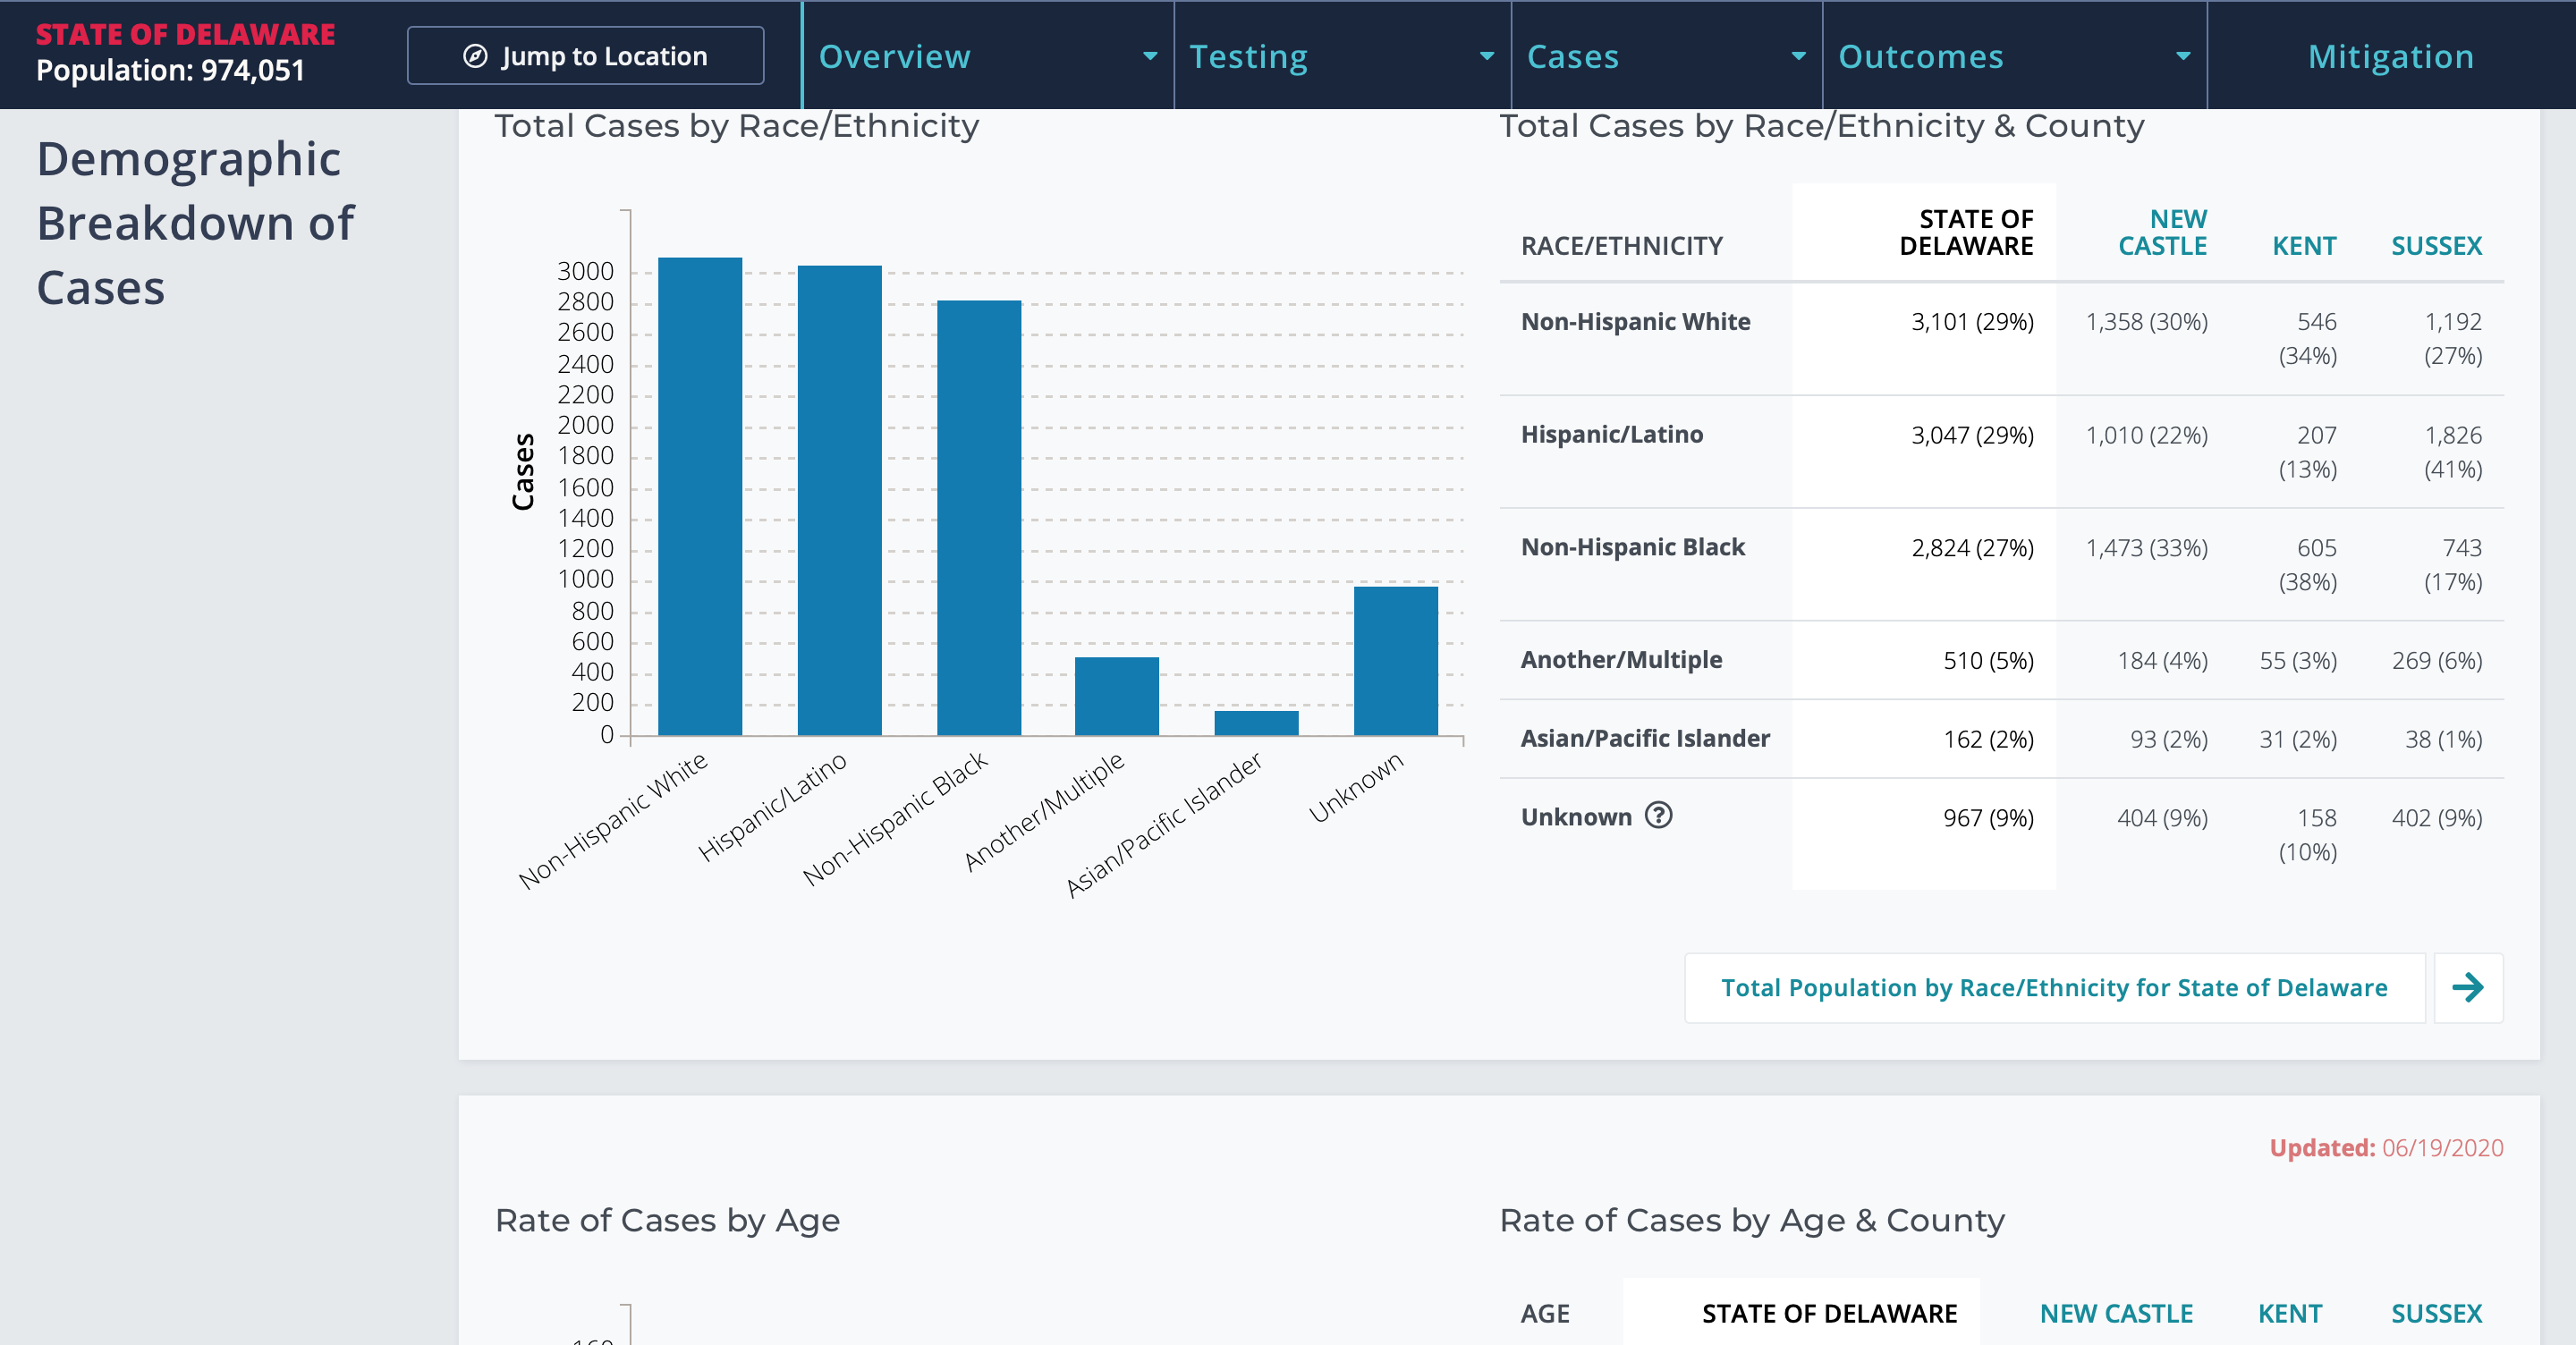 STATE OF DELAWARE
Population: 974,051
Jump to Location
Overview
Testing
Cases
Outcomes
Mitigation
Demographic
Breakdown of
Cases
Total Cases by Race/Ethnicity
Cases
3000
2800
2600
2400
2200
2000
1800
1600
1400
1200
1000
800
600
400
200
0
Non-Hispanic White
Hispanic/Latino
Non-Hispanic Black
Another/Multiple
Asian/Pacific Islander
Unknown
Total Cases by Race/Ethnicity & County
RACE/ETHNICITY STATE OF DELAWARE NEW CASTLE KENT SUSSEX
Non-Hispanic White 3,101 (29%) 1,358 (30%) 546 (34%) 1,192 (27%)
Hispanic/Latino 3,047 (29%) 1,010 (22%) 207 (13%) 1,826 (41%)
Non-Hispanic Black 2,824 (27%) 1,473 (33%) 605 (38%) 743 (17%)
Another/Multiple 510 (5%) 184 (4%) 55 (3%) 269 (6%)
Asian/Pacific Islander 162 (2%) 93 (2%) 31 (2%) 38 (1%)
Unknown ? 967 (9%) 404 (9%) 158 (10%) 402 (9%)
Total Population by Race/Ethnicity for State of Delaware
Updated: 06/19/2020
Rate of Cases by Age
Rate of Cases by Age & County
AGE STATE OF DELAWARE NEW CASTLE KENT SUSSEX